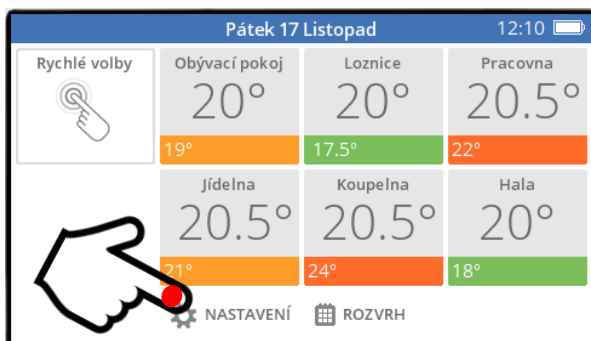 Pátek 17 Listopad 12:10
Rychlé volby
Obývací pokoj
20°
19°
Loznice
20°
17.5°
Pracovna
20.5°
22°
Jídelna
20.5°
21°
Koupelna
20.5°
24°
Hala
20°
18°
NASTAVENÍ ROZVRH